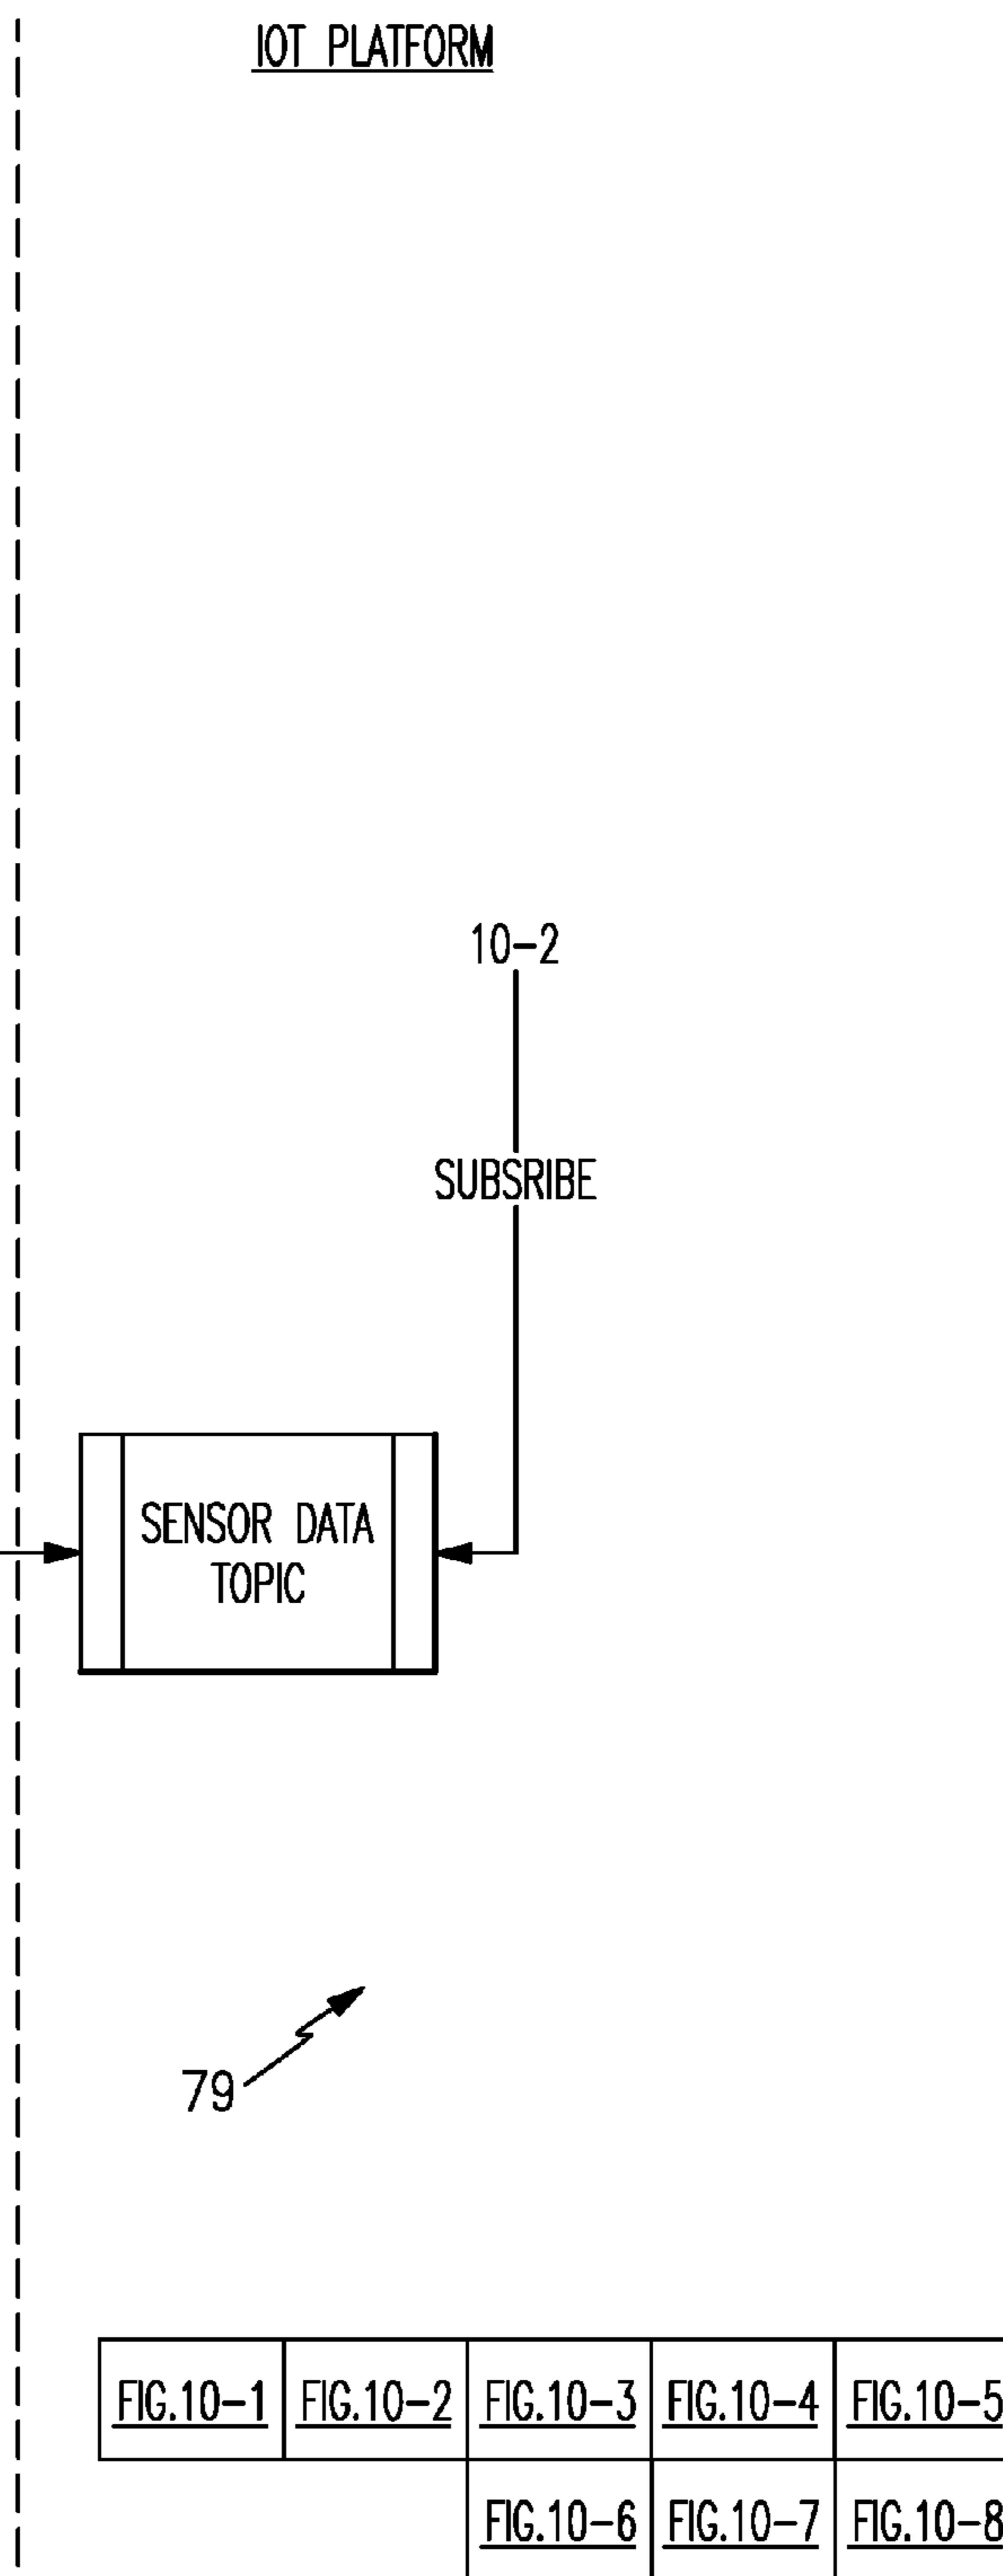 IOT PLATFORM
10-2
SUBSRIBE
SENSOR DATA
TOPIC
79
FIG.10-1 FIG.10-2 FIG.10-3 FIG.10-4 FIG.10-5
FIG.10-6 FIG.10-7 FIG.10-8